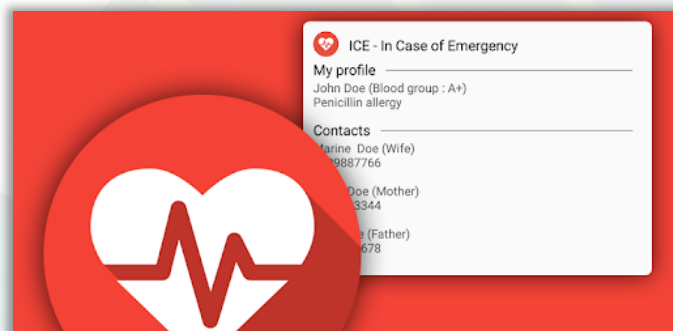 ICE - In Case of Emergency
My profile
John Doe (Blood group : A+)
Penicillin allergy
Contacts
Doe (Wife)
Doe (Mother)
(Father)